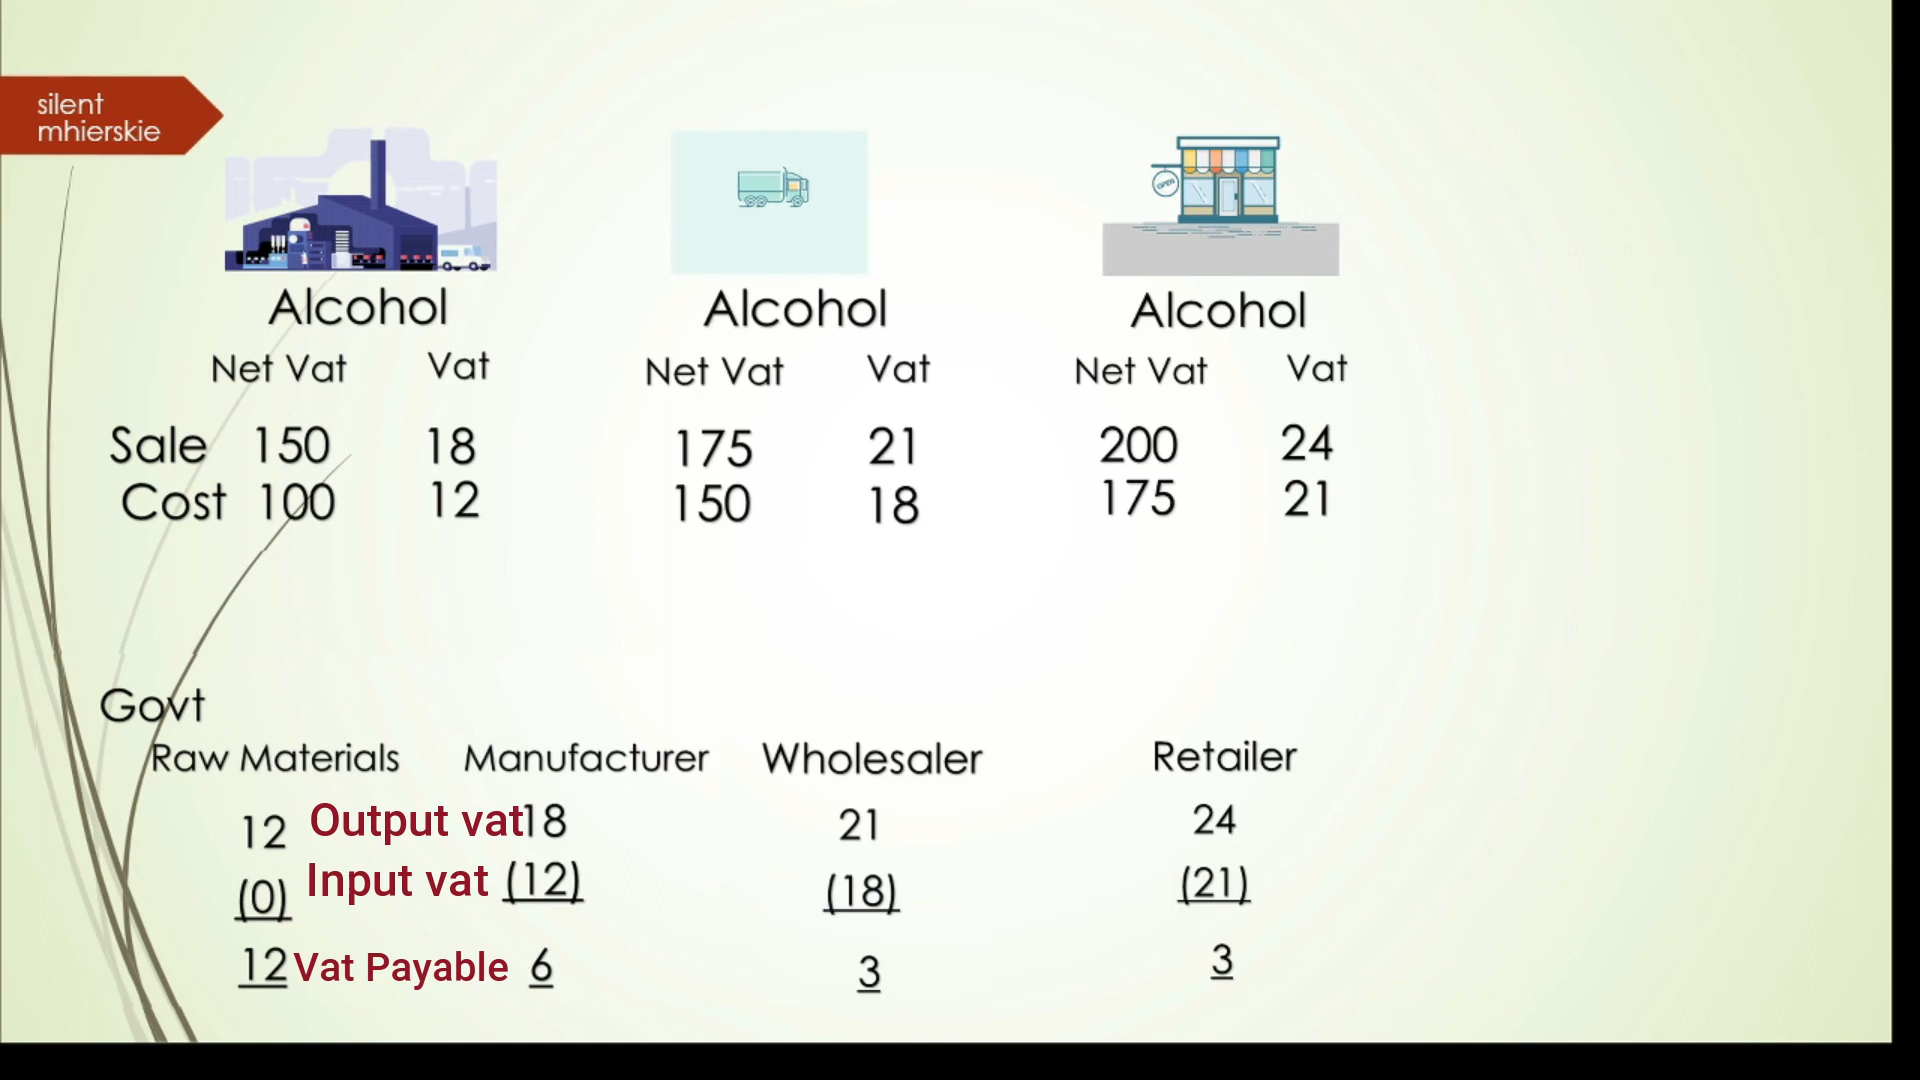 silent
mhierskie
OPEN
Alcohol Alcohol Alcohol
Net Vat Vat Net Vat Vat Net Vat Vat
Sale 150 18 175 21 200 24
Cost 100 12 150 18 175 21
Govt
Raw Materials Manufacturer Wholesaler Retailer
12 Output vat 18 21 24
(0) Input vat (12) (18) (21)
12 Vat Payable 6 3 3